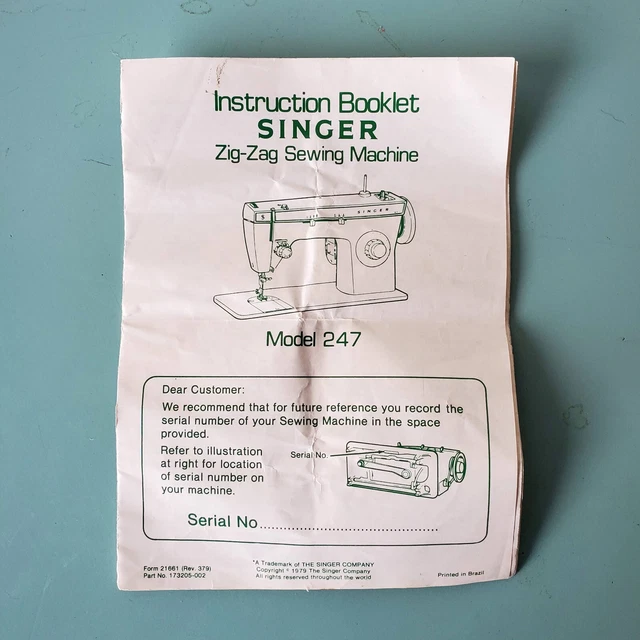 Instruction Booklet
SINGER
Zig-Zag Sewing Machine
S
SINGER
Model 247
Dear Customer:
We recommend that for future reference you record the
serial number of your Sewing Machine in the space
provided.
Refer to illustration
at right for location
of serial number on
your machine.
Serial No.
Serial No.......................................
Form 21661 (Rev. 379)
Part No. 173205-002
*A Trademark of THE SINGER COMPANY
Copyright © 1979 The Singer Company
All rights reserved throughout the world
Printed in Brazil